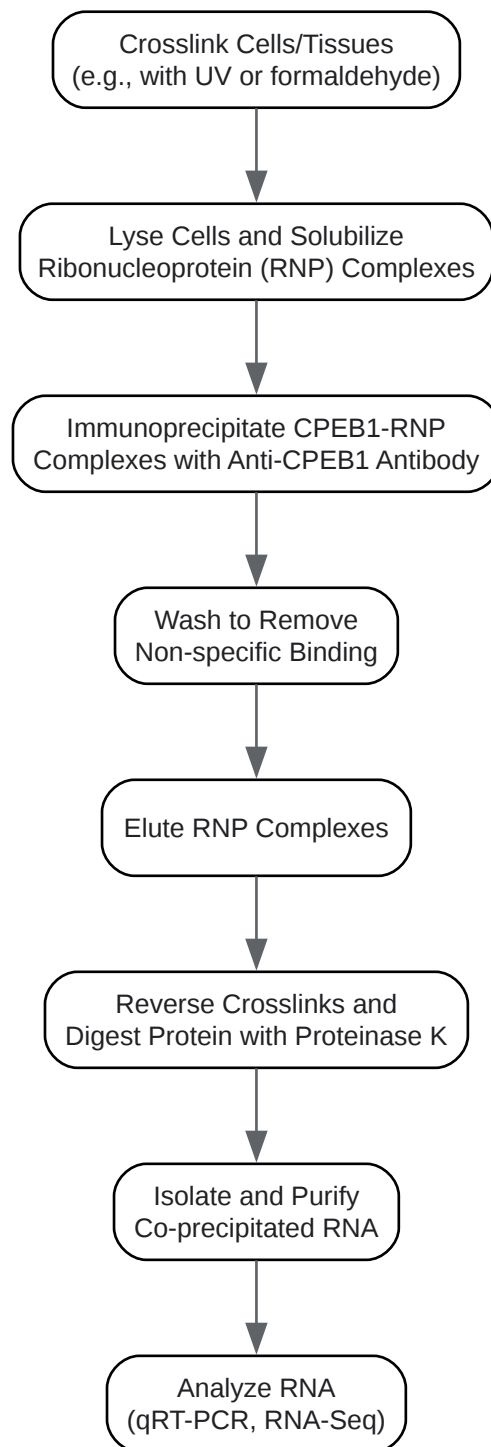 Crosslink Cells/Tissues
(e.g., with UV or formaldehyde)
Lyse Cells and Solubilize
Ribonucleoprotein (RNP) Complexes
Immunoprecipitate CPEB1-RNP
Complexes with Anti-CPEB1 Antibody
Wash to Remove
Non-specific Binding
Elute RNP Complexes
Reverse Crosslinks and
Digest Protein with Proteinase K
Isolate and Purify
Co-precipitated RNA
Analyze RNA
(qRT-PCR, RNA-Seq)